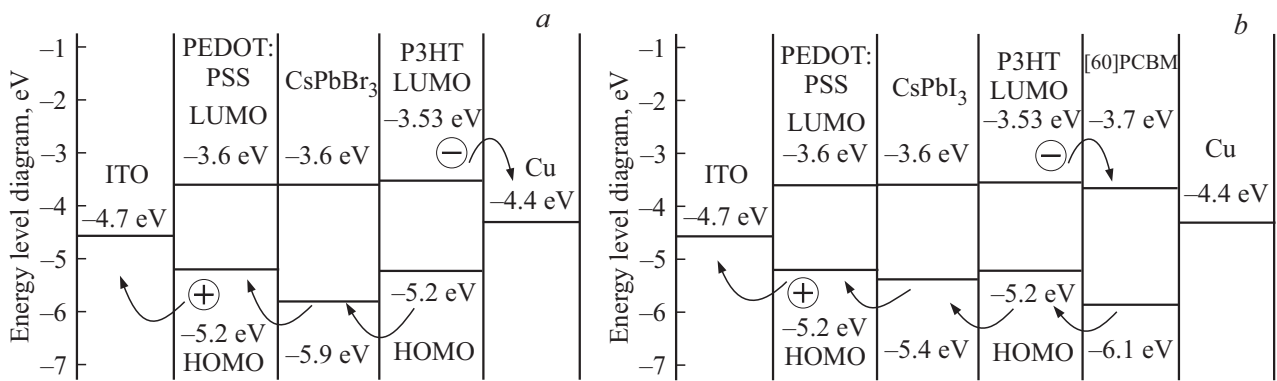 a
Energy level diagram, eV
–1
–2
–3
–4
–5
–6
–7
ITO
–4.7 eV
PEDOT:
PSS
LUMO
–3.6 eV
+
–5.2 eV
HOMO
CsPbBr3
–3.6 eV
–5.9 eV
P3HT
LUMO
–3.53 eV
–
–5.2 eV
HOMO
Cu
–4.4 eV
b
Energy level diagram, eV
–1
–2
–3
–4
–5
–6
–7
ITO
–4.7 eV
PEDOT:
PSS
LUMO
–3.6 eV
+
–5.2 eV
HOMO
CsPbI3
–3.6 eV
–5.4 eV
P3HT
LUMO
–3.53 eV
–
–5.2 eV
HOMO
[60]PCBM
–3.7 eV
–6.1 eV
Cu
–4.4 eV